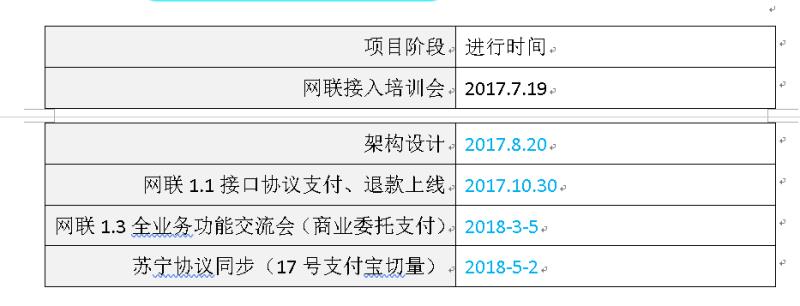 项目阶段 进行时间
网联接入培训会 2017.7.19
架构设计 2017.8.20
网联 1.1 接口协议支付、退款上线 2017.10.30
网联 1.3 全业务功能交流会（商业委托支付） 2018-3-5
苏宁协议同步（17 号支付宝切量） 2018-5-2